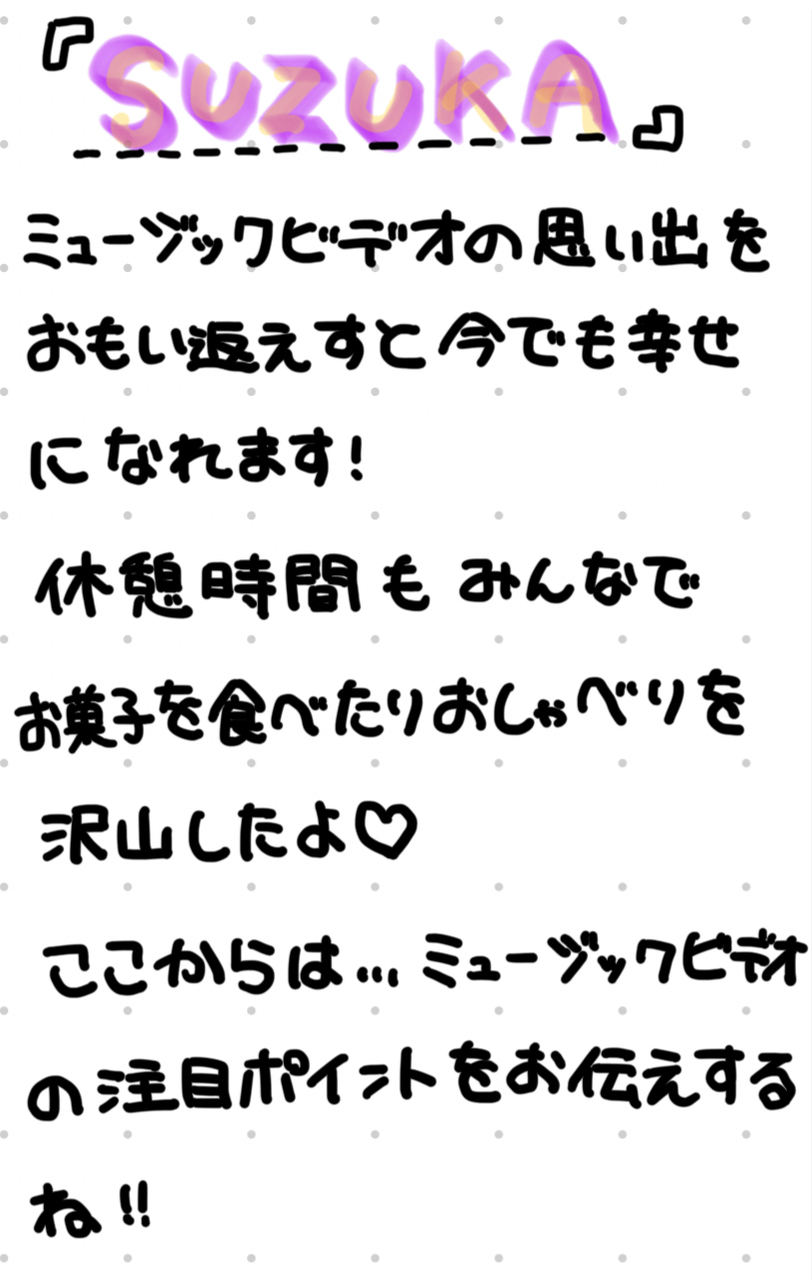 『SUZUKA』
ミュージックビデオの思い出を
おもい返えすと今でも幸せ
になれます!
休憩時間もみんなで
お菓子を食べたりおしゃべりを
沢山したよ♡
ここからは…ミュージックビデオ
の注目ポイントをお伝えする
ね!!